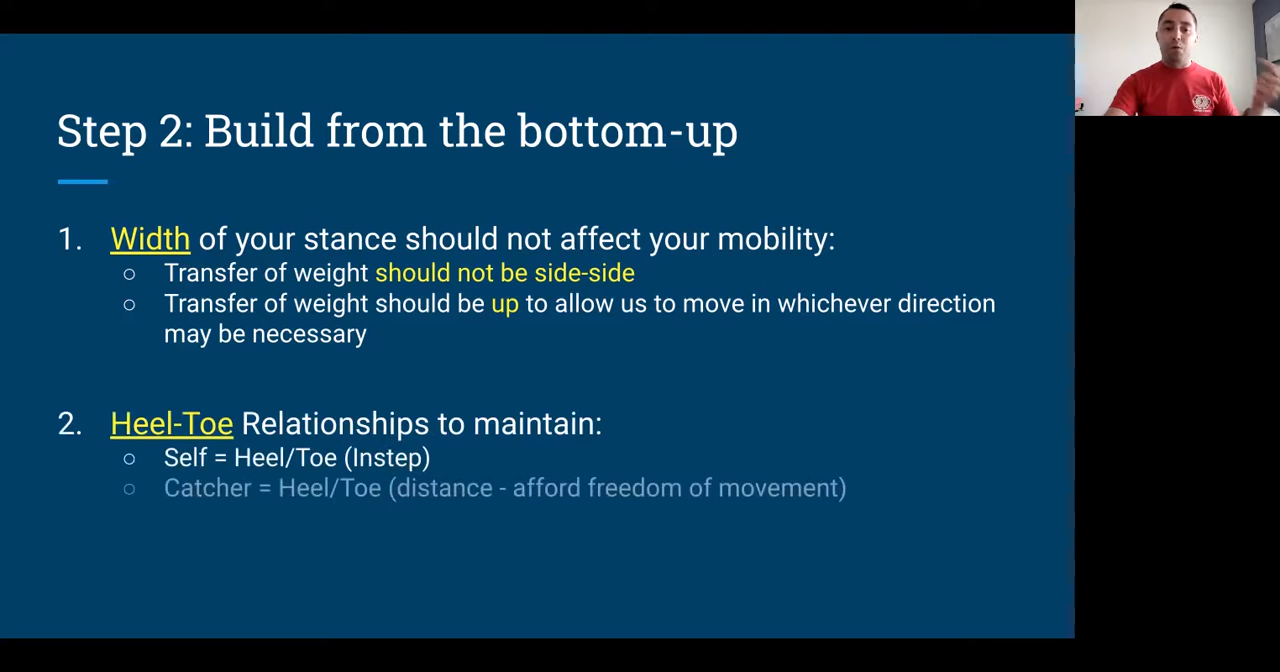 Step 2: Build from the bottom-up
1. Width of your stance should not affect your mobility:
○ Transfer of weight should not be side-side
○ Transfer of weight should be up to allow us to move in whichever direction
may be necessary
2. Heel-Toe Relationships to maintain:
○ Self = Heel/Toe (Instep)
○ Catcher = Heel/Toe (distance - afford freedom of movement)